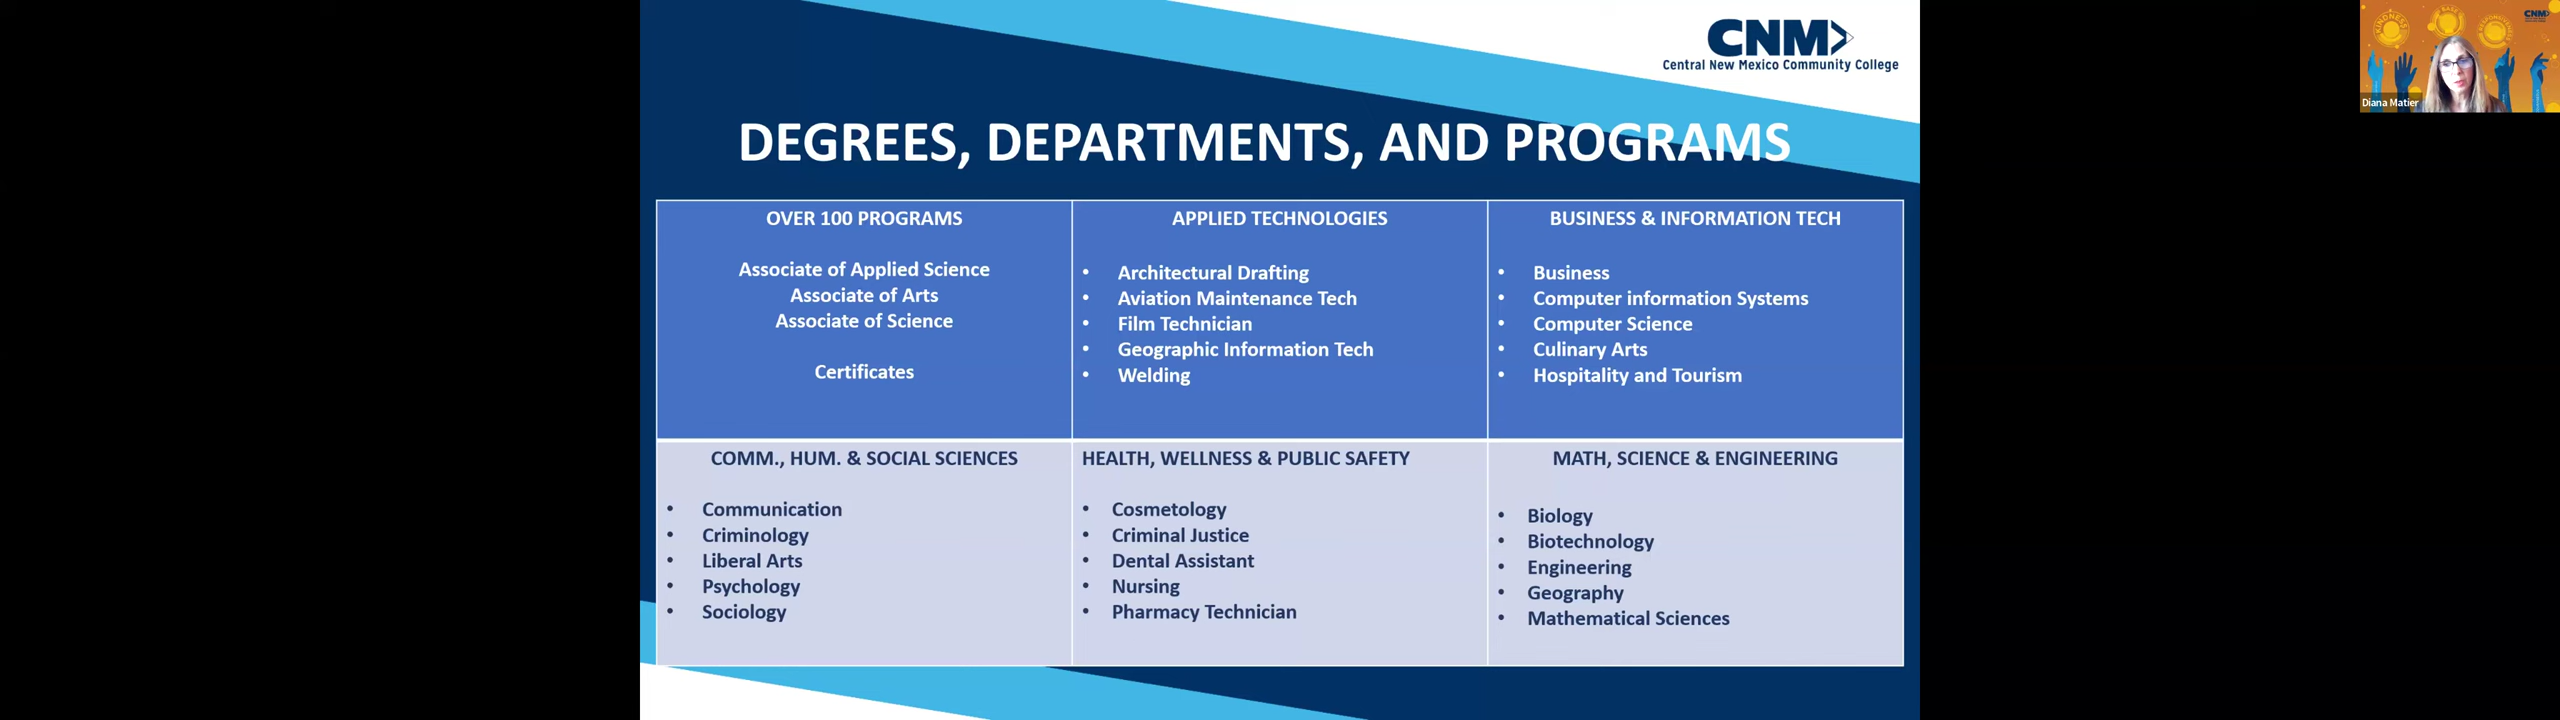 CNM
Central New Mexico Community College
DEGREES, DEPARTMENTS, AND PROGRAMS
OVER 100 PROGRAMS
Associate of Applied Science
Associate of Arts
Associate of Science
Certificates
APPLIED TECHNOLOGIES
• Architectural Drafting
• Aviation Maintenance Tech
• Film Technician
• Geographic Information Tech
• Welding
BUSINESS & INFORMATION TECH
• Business
• Computer information Systems
• Computer Science
• Culinary Arts
• Hospitality and Tourism
COMM., HUM. & SOCIAL SCIENCES
• Communication
• Criminology
• Liberal Arts
• Psychology
• Sociology
HEALTH, WELLNESS & PUBLIC SAFETY
• Cosmetology
• Criminal Justice
• Dental Assistant
• Nursing
• Pharmacy Technician
MATH, SCIENCE & ENGINEERING
• Biology
• Biotechnology
• Engineering
• Geography
• Mathematical Sciences
KINDNESS
CNM
Diana Matier